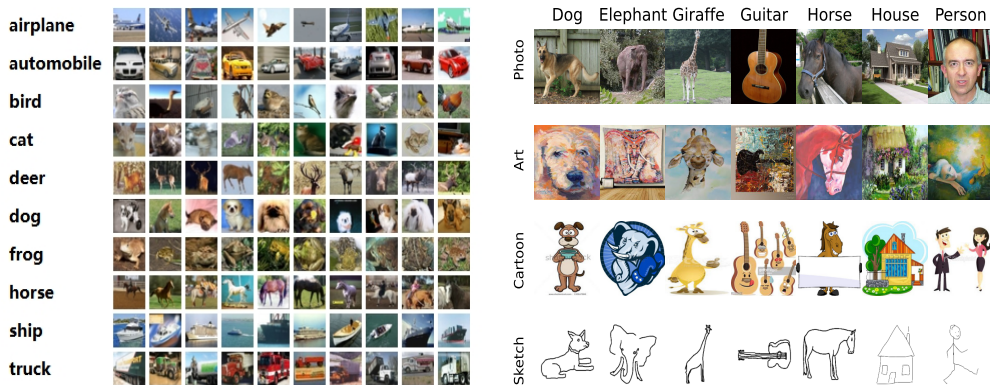 airplane
automobile
bird
cat
deer
dog
frog
horse
ship
truck
Dog Elephant Giraffe Guitar Horse House Person
Photo
Art
Cartoon
Sketch